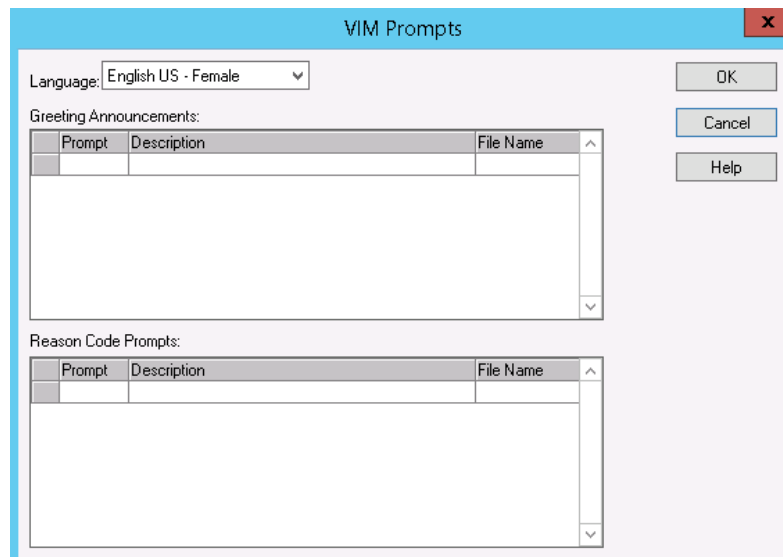 VIM Prompts
x
Language: English US - Female
OK
Greeting Announcements:
Cancel
Prompt Description File Name
Help
Reason Code Prompts:
Prompt Description File Name